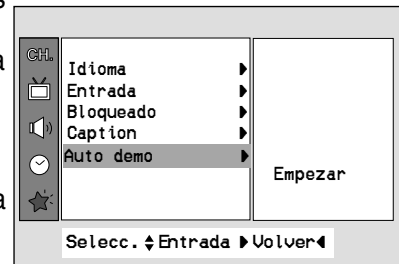 s
a
a
CH.
Idioma
Entrada
Bloqueado
Caption
Auto demo
Empezar
Selecc. Entrada Volver